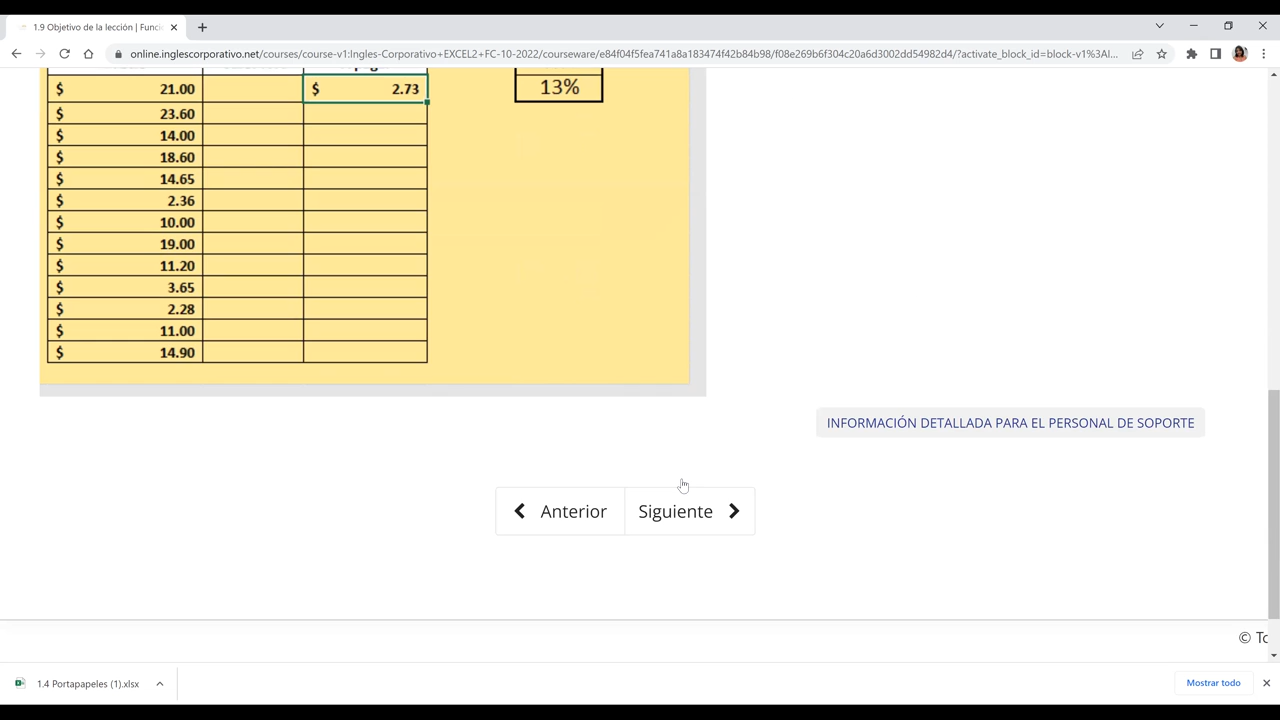 1.9 Objetivo de la lección | Funci
online.inglescorporativo.net/courses/course-v1:Ingles-Corporativo+EXCEL2+FC-10-2022/courseware/e84f04f5fea741a8a183474f42b84b98/f08e269b6f304c20a6d3002dd54982d4/?activate_block_id=block-v1%3AI...
$ 21.00 $ 2.73 13%
$ 23.60
$ 14.00
$ 18.60
$ 14.65
$ 2.36
$ 10.00
$ 19.00
$ 11.20
$ 3.65
$ 2.28
$ 11.00
$ 14.90
INFORMACIÓN DETALLADA PARA EL PERSONAL DE SOPORTE
Anterior Siguiente
© To
1.4 Portapapeles (1).xlsx Mostrar todo